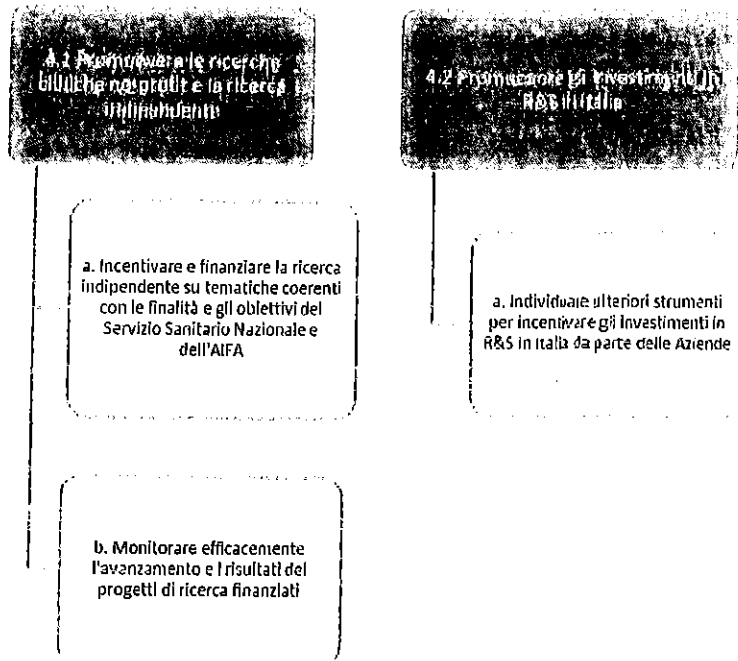 4.1 Promuovere le ricerche
cliniche no-profit e la ricerca
indipendente
a. Incentivare e finanziare la ricerca
indipendente su tematiche coerenti
con le finalità e gli obiettivi del
Servizio Sanitario Nazionale e
dell'AIFA
b. Monitorare efficacemente
l'avanzamento e i risultati dei
progetti di ricerca finanziati
4.2 Promuovere gli investimenti in
R&S in Italia
a. Individuare ulteriori strumenti
per incentivare gli investimenti in
R&S in Italia da parte delle Aziende